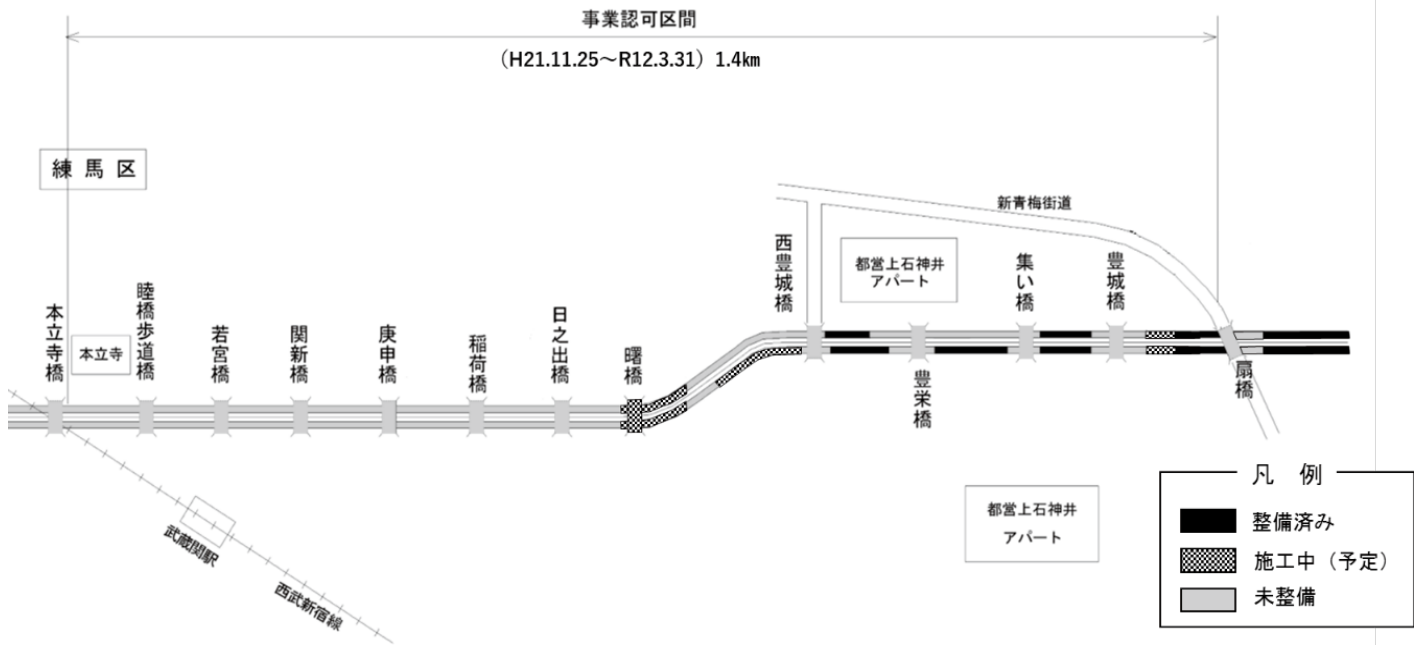 事業認可区間
(H21.11.25~R12.3.31) 1.4km
練馬区
新青梅街道
西豊城橋
都営上石神井
アパート
集い橋
豊城橋
本立寺橋
本立寺
睦橋歩道橋
若宮橋
関新橋
庚申橋
稲荷橋
日之出橋
曙橋
豊栄橋
扇橋
武蔵関駅
西武新宿線
都営上石神井
アパート
凡例
整備済み
施工中(予定)
未整備